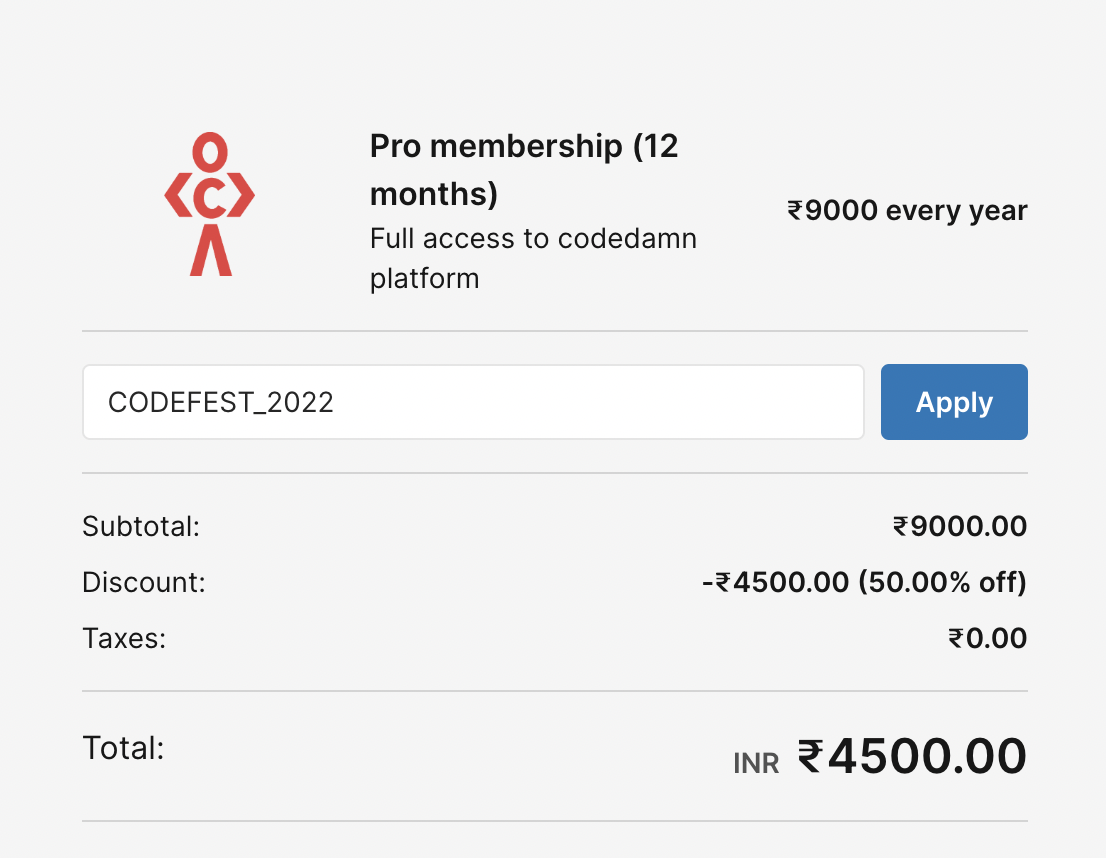 Pro membership (12
months)
Full access to codedamn
platform
₹9000 every year
CODEFEST_2022
Apply
Subtotal:
₹9000.00
Discount:
-₹4500.00 (50.00% off)
Taxes:
₹0.00
Total:
INR ₹4500.00